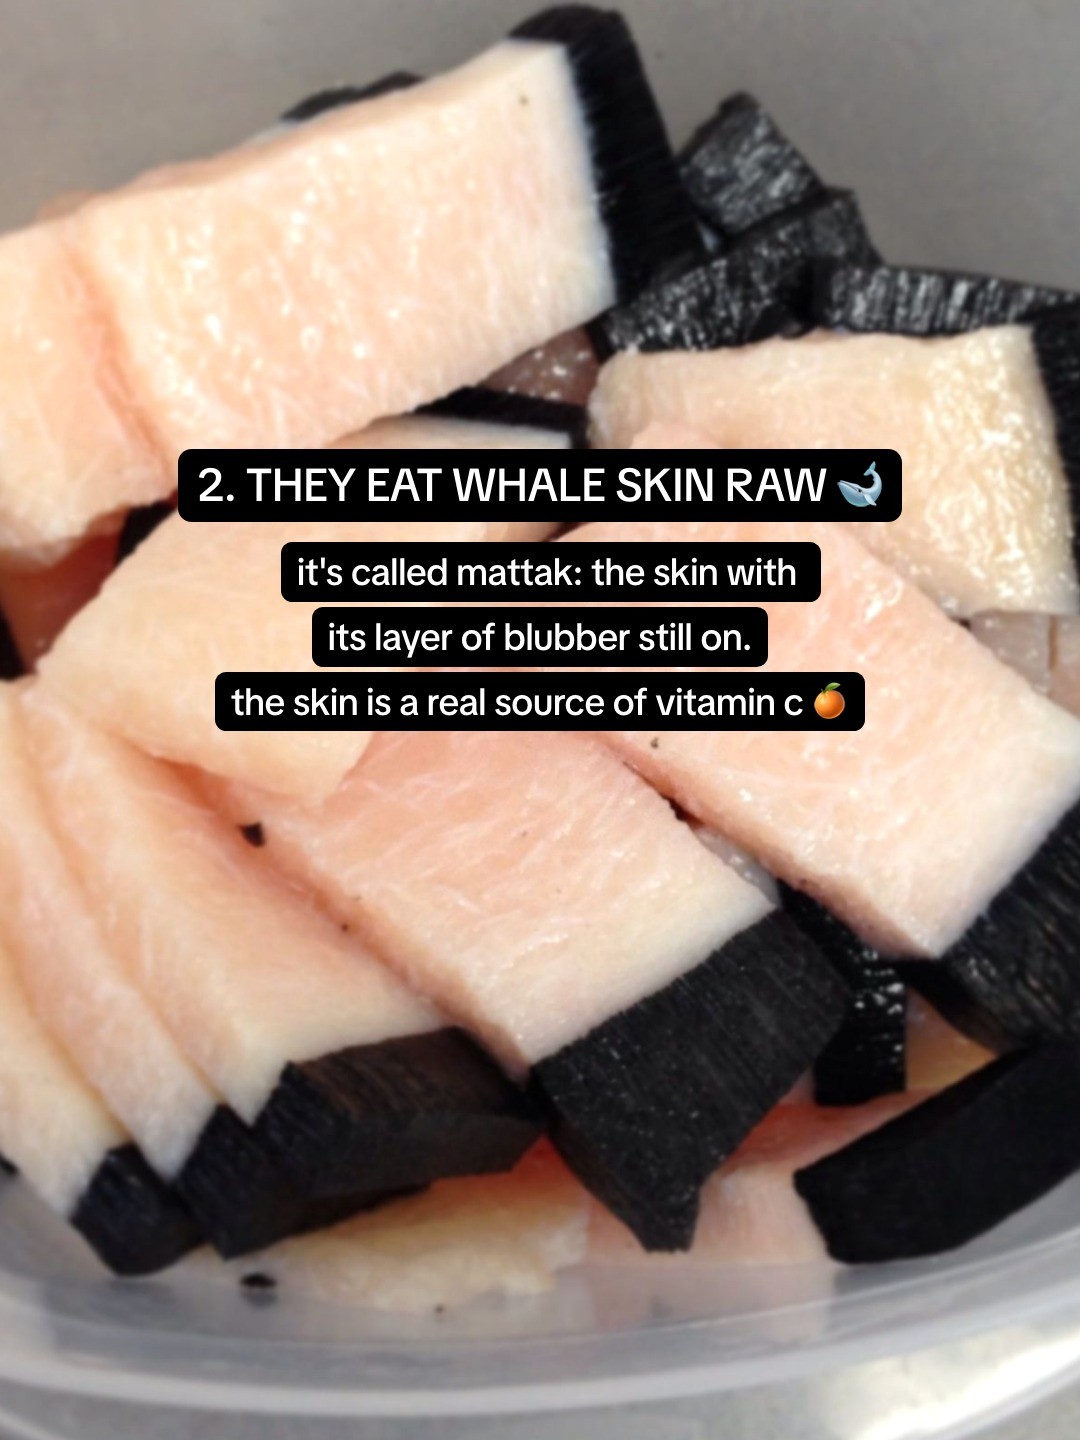 2. THEY EAT WHALE SKIN RAW 🐋
it's called mattak: the skin with
its layer of blubber still on.
the skin is a real source of vitamin c 🍊